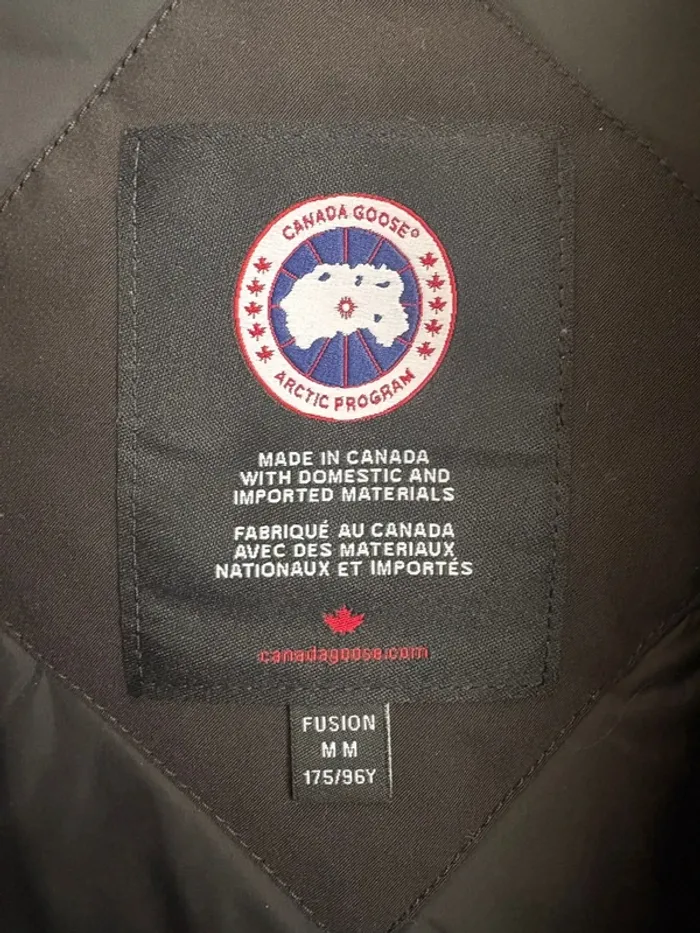 CANADA GOOSE®
ARCTIC PROGRAM
MADE IN CANADA
WITH DOMESTIC AND
IMPORTED MATERIALS
FABRIQUÉ AU CANADA
AVEC DES MATERIAUX
NATIONAUX ET IMPORTÉS
canadagoose.com
FUSION
M M
175/96Y